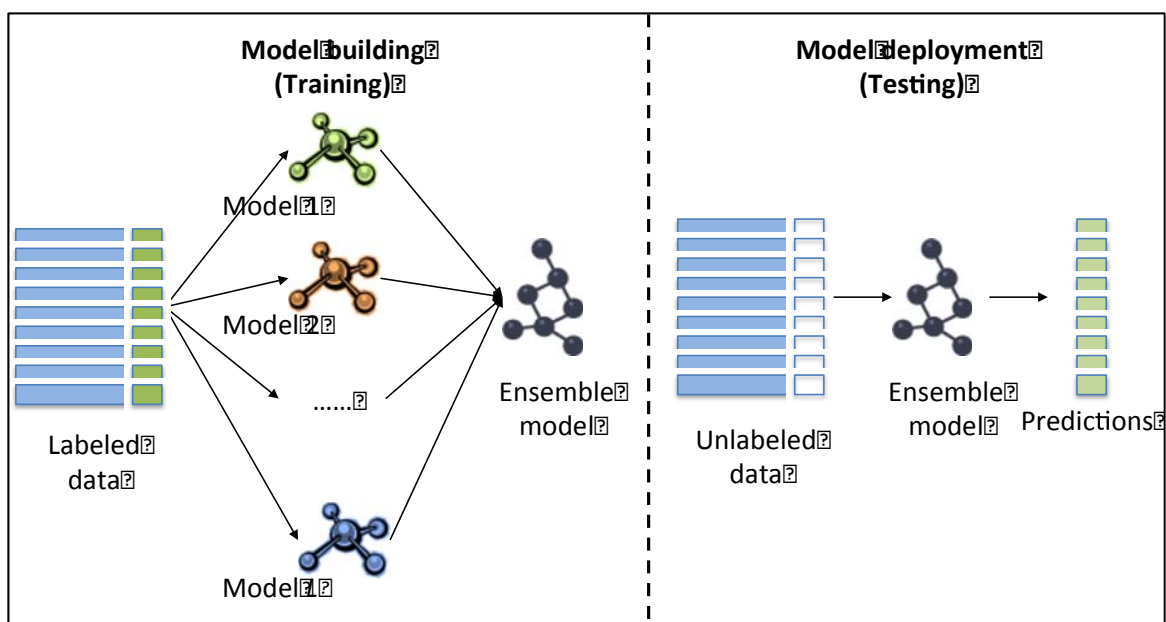 Model building
(Training)
Model 1
Model 2
......
Model 1
Labeled
data
Ensemble
model
Model deployment
(Testing)
Unlabeled
data
Ensemble
model
Predictions